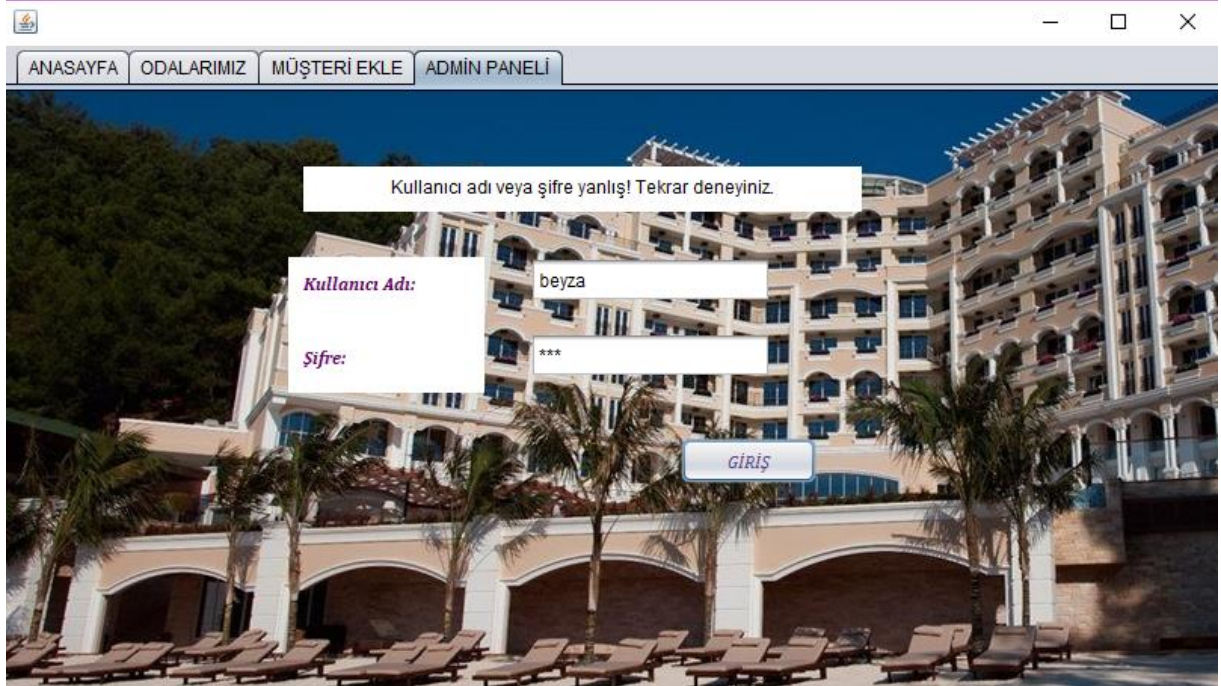 ANASAYFA ODALARIMIZ MÜŞTERİ EKLE ADMİN PANELİ
Kullanıcı adı veya şifre yanlış! Tekrar deneyiniz.
Kullanıcı Adı: beyza
Şifre: ***
GİRİŞ